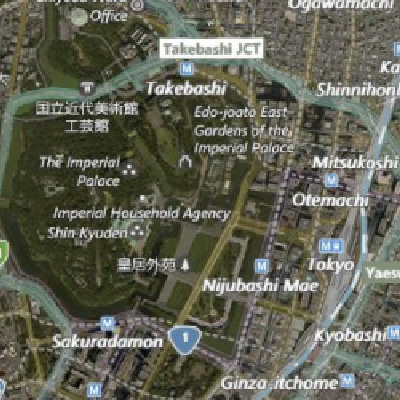 Office
Ogawamachi
Takebashi JCT
Takebashi
Shinnihon
国立近代美術館
工芸館
Edo-joato East
Gardens of the
Imperial Palace
The Imperial
Palace
Mitsukoshi
Otemachi
Imperial Household Agency
Shin Kyuden
皇居外苑
Tokyo
Yaesu
Nijubashi Mae
Sakuradamon
1
Kyobashi
Ginza .itchome